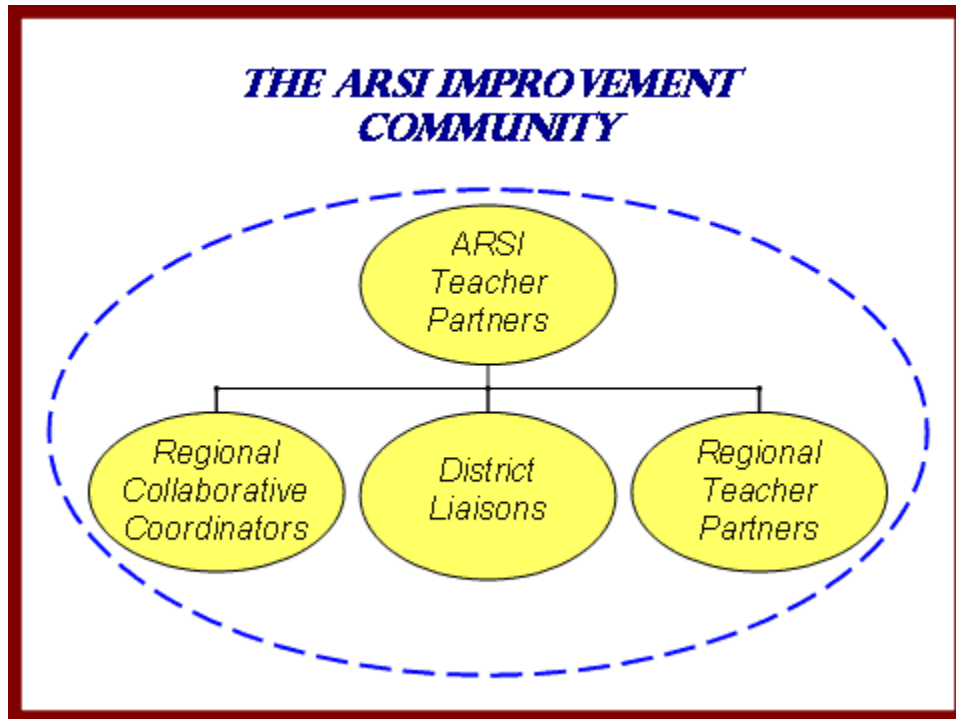 THE ARSI IMPROVEMENT
COMMUNITY
ARSI
Teacher
Partners
Regional
Collaborative
Coordinators
District
Liaisons
Regional
Teacher
Partners